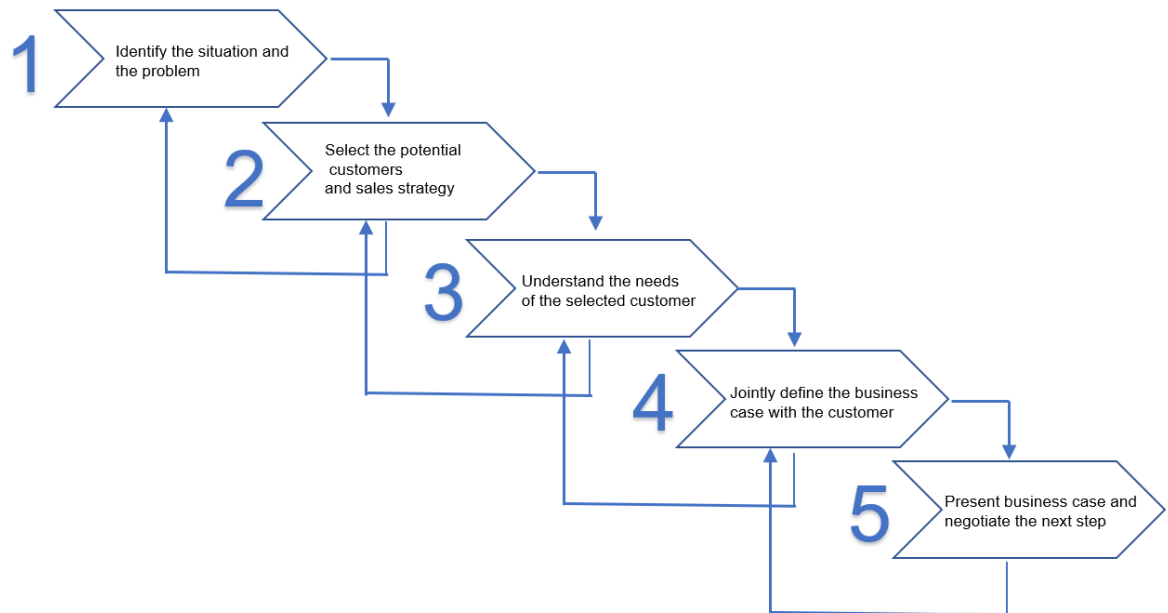 1
Identify the situation and
the problem
2
Select the potential
customers
and sales strategy
3
Understand the needs
of the selected customer
4
Jointly define the business
case with the customer
5
Present business case and
negotiate the next step